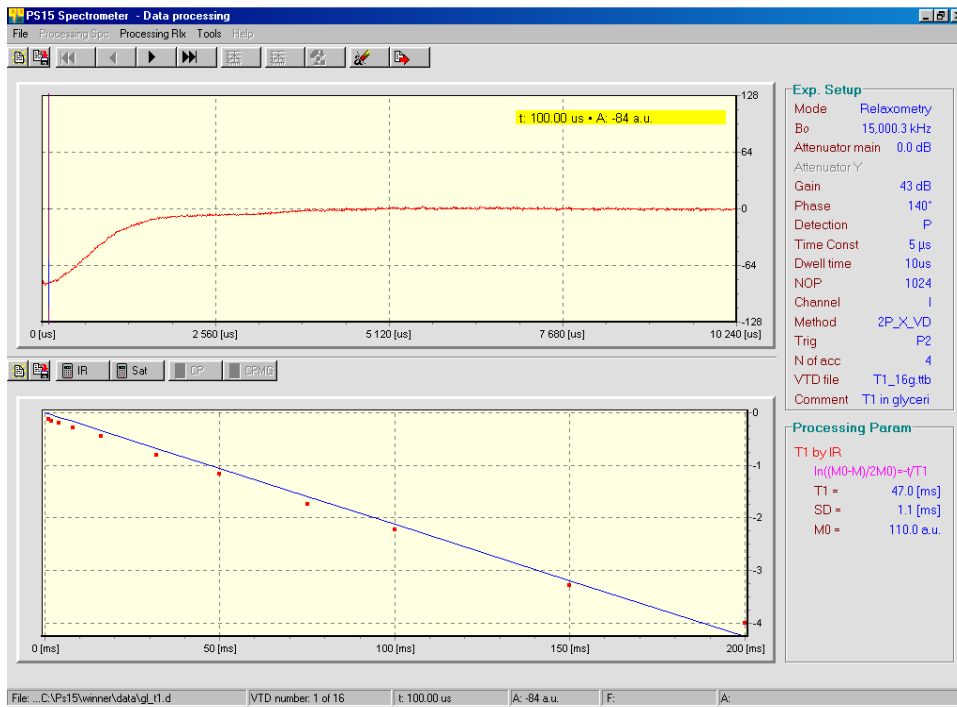 PS15 Spectrometer - Data processing
File Processing Spc Processing Rlx Tools Help
t: 100.00 us • A: -84 a.u.
128
64
0
-64
-128
0 [us] 2 560 [us] 5 120 [us] 7 680 [us] 10 240 [us]
IR Sat CP CPMG
0
-1
-2
-3
-4
0 [ms] 50 [ms] 100 [ms] 150 [ms] 200 [ms]
Exp. Setup
Mode Relaxometry
Bo 15,000.3 kHz
Attenuator main 0.0 dB
Attenuator Y
Gain 43 dB
Phase 140°
Detection P
Time Const 5 µs
Dwell time 10us
NOP 1024
Channel I
Method 2P_X_VD
Trig P2
N of acc 4
VTD file T1_16g.ttb
Comment T1 in glyceri
Processing Param
T1 by IR
ln((M0-M)/2M0)=-t/T1
T1 = 47.0 [ms]
SD = 1.1 [ms]
M0 = 110.0 a.u.
File: ...C:\Ps15\winner\data\gl_t1.d VTD number: 1 of 16 t: 100.00 us A: -84 a.u. F: A: